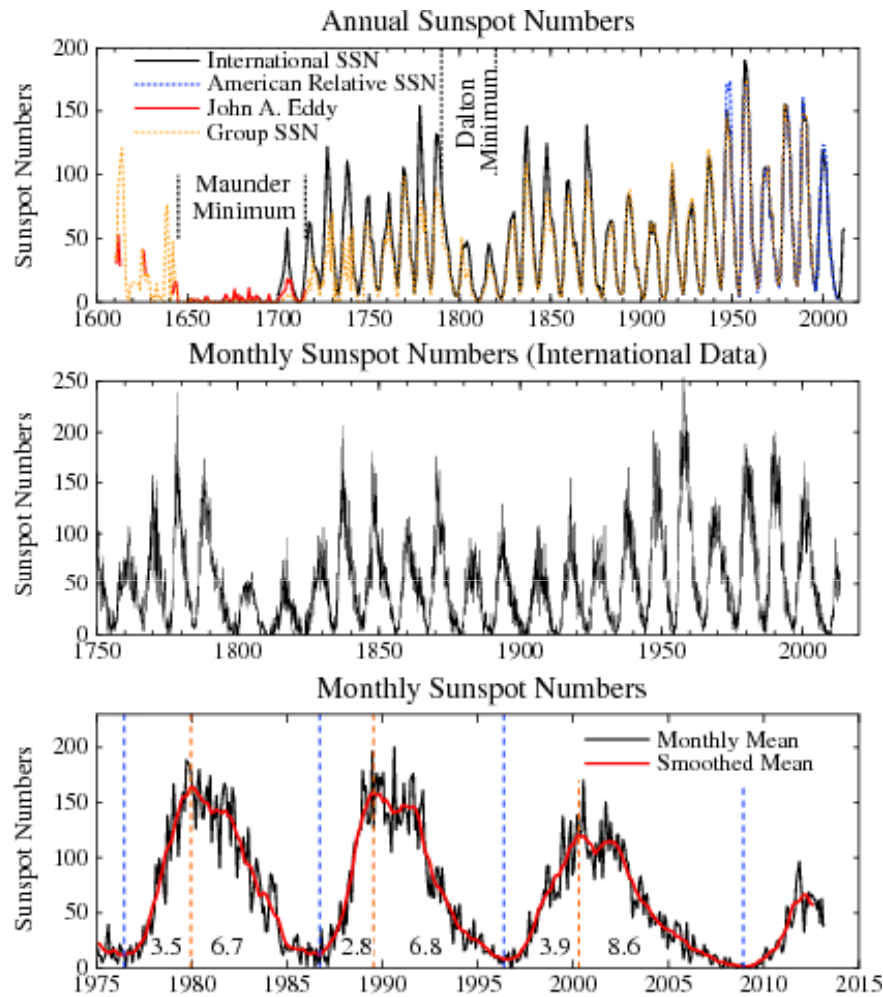 Annual Sunspot Numbers
200
150
100
50
0
Sunspot Numbers
International SSN
American Relative SSN
John A. Eddy
Group SSN
Maunder
Minimum
Dalton
Minimum
1600 1650 1700 1750 1800 1850 1900 1950 2000
Monthly Sunspot Numbers (International Data)
250
200
150
100
50
0
Sunspot Numbers
1750 1800 1850 1900 1950 2000
Monthly Sunspot Numbers
200
150
100
50
0
Sunspot Numbers
Monthly Mean
Smoothed Mean
3.5 6.7 2.8 6.8 3.9 8.6
1975 1980 1985 1990 1995 2000 2005 2010 2015